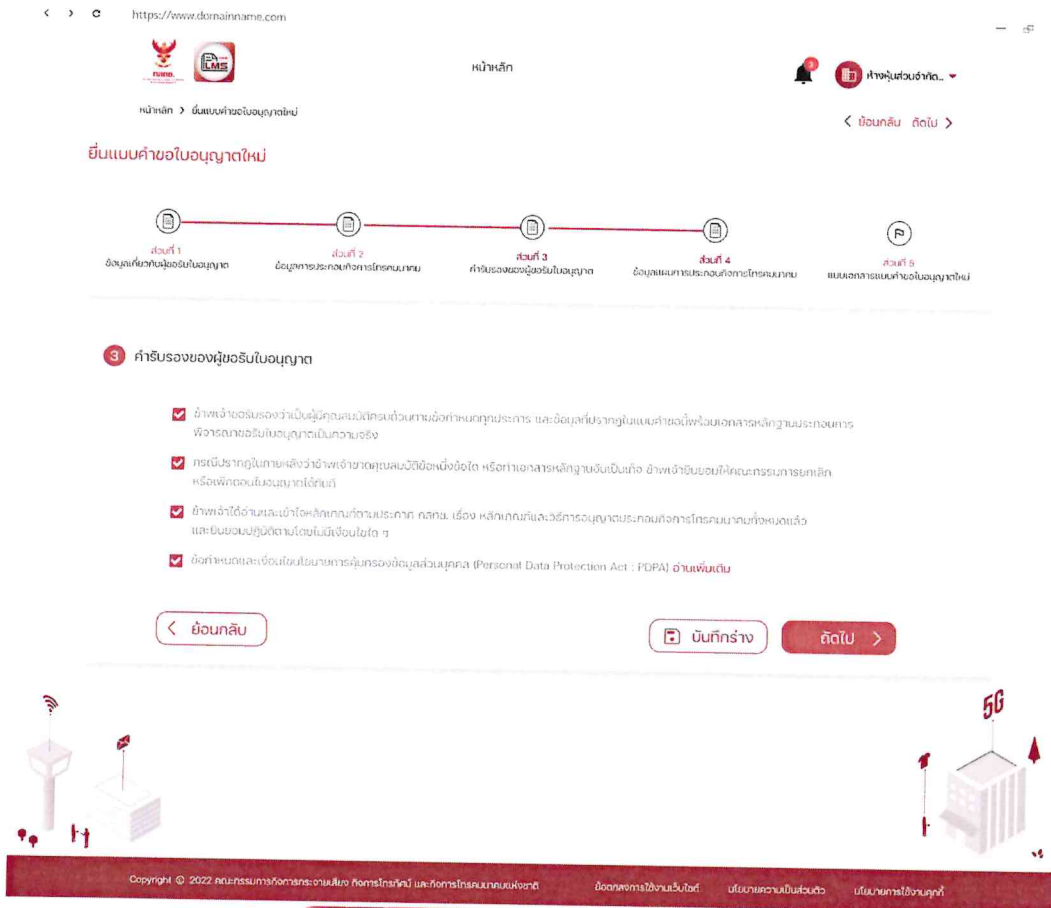 https://www.domainname.com
กสทช.
LMS
หน้าหลัก
3
ห้างหุ้นส่วนจำกัด...
หน้าหลัก > ยื่นแบบคำขอใบอนุญาตใหม่
< ย้อนกลับ ถัดไป >
ยื่นแบบคำขอใบอนุญาตใหม่
ส่วนที่ 1
ข้อมูลเกี่ยวกับผู้ขอรับใบอนุญาต
ส่วนที่ 2
ข้อมูลการประกอบกิจการโทรคมนาคม
ส่วนที่ 3
คำรับรองของผู้ขอรับใบอนุญาต
ส่วนที่ 4
ข้อมูลแผนการประกอบกิจการโทรคมนาคม
ส่วนที่ 5
แบบเอกสารแบบคำขอใบอนุญาตใหม่
3 คำรับรองของผู้ขอรับใบอนุญาต
ข้าพเจ้าขอรับรองว่าเป็นผู้มีคุณสมบัติครบถ้วนตามข้อกำหนดทุกประการ และข้อมูลที่ปรากฏในแบบคำขอนี้พร้อมเอกสารหลักฐานประกอบการ
พิจารณาขอรับใบอนุญาตเป็นความจริง
กรณีปรากฏในภายหลังว่าข้าพเจ้าขาดคุณสมบัติข้อหนึ่งข้อใด หรือทำเอกสารหลักฐานอันเป็นเท็จ ข้าพเจ้ายินยอมให้คณะกรรมการยกเลิก
หรือเพิกถอนใบอนุญาตได้ทันที
ข้าพเจ้าได้อ่านและเข้าใจหลักเกณฑ์ตามประกาศ กสทช. เรื่อง หลักเกณฑ์และวิธีการอนุญาตประกอบกิจการโทรคมนาคมทั้งหมดแล้ว
และยินยอมปฏิบัติตามโดยไม่มีเงื่อนไขใด ๆ
ข้อกำหนดและเงื่อนไขนโยบายการคุ้มครองข้อมูลส่วนบุคคล (Personal Data Protection Act : PDPA) อ่านเพิ่มเติม
< ย้อนกลับ
บันทึกร่าง
ถัดไป >
5G
Copyright © 2022 คณะกรรมการกิจการกระจายเสียง กิจการโทรทัศน์ และกิจการโทรคมนาคมแห่งชาติ
ข้อตกลงการใช้งานเว็บไซต์
นโยบายความเป็นส่วนตัว
นโยบายการใช้งานคุกกี้